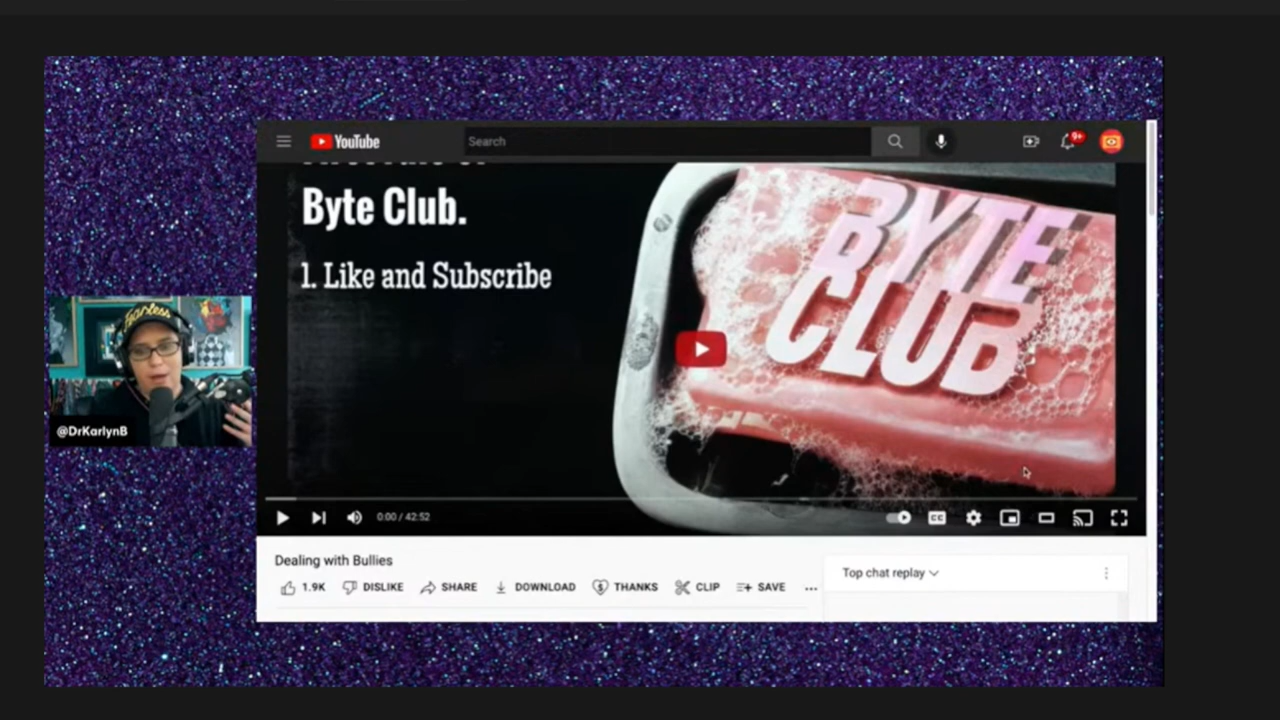 YouTube
Search
9+
Byte Club.
1. Like and Subscribe
BYTE
CLUB
Fearless
@DrKarlynB
0:00 / 42:52
CC
Dealing with Bullies
1.9K DISLIKE SHARE DOWNLOAD THANKS CLIP SAVE ...
Top chat replay